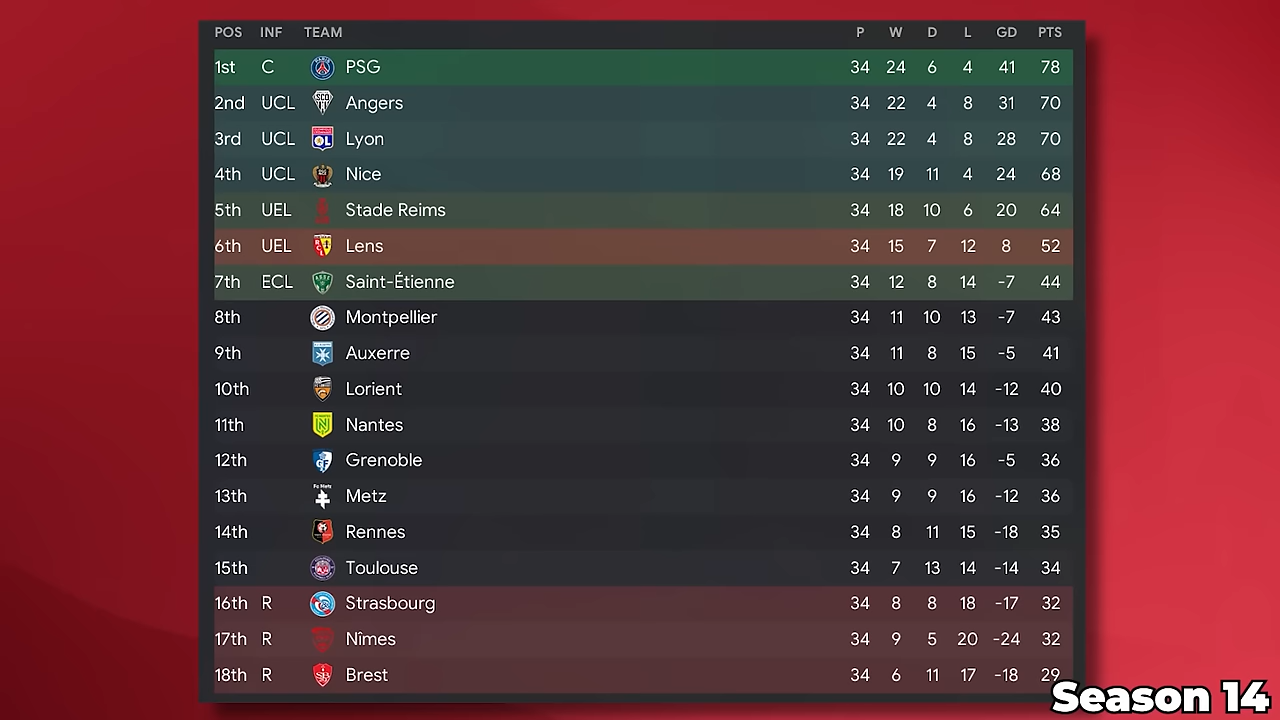 POS INF TEAM P W D L GD PTS
1st C PSG 34 24 6 4 41 78
2nd UCL Angers 34 22 4 8 31 70
3rd UCL Lyon 34 22 4 8 28 70
4th UCL Nice 34 19 11 4 24 68
5th UEL Stade Reims 34 18 10 6 20 64
6th UEL Lens 34 15 7 12 8 52
7th ECL Saint-Étienne 34 12 8 14 -7 44
8th Montpellier 34 11 10 13 -7 43
9th Auxerre 34 11 8 15 -5 41
10th Lorient 34 10 10 14 -12 40
11th Nantes 34 10 8 16 -13 38
12th Grenoble 34 9 9 16 -5 36
13th Metz 34 9 9 16 -12 36
14th Rennes 34 8 11 15 -18 35
15th Toulouse 34 7 13 14 -14 34
16th R Strasbourg 34 8 8 18 -17 32
17th R Nîmes 34 9 5 20 -24 32
18th R Brest 34 6 11 17 -18 29
Season 14